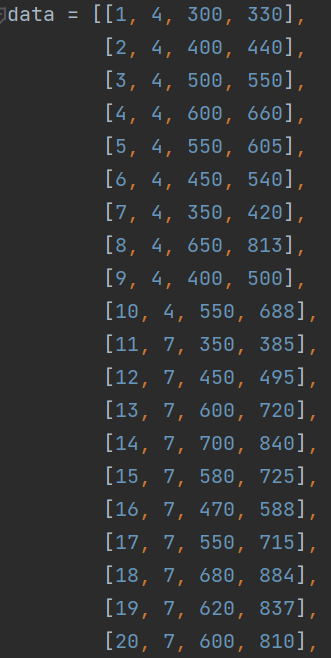 data = [[1, 4, 300, 330],
[2, 4, 400, 440],
[3, 4, 500, 550],
[4, 4, 600, 660],
[5, 4, 550, 605],
[6, 4, 450, 540],
[7, 4, 350, 420],
[8, 4, 650, 813],
[9, 4, 400, 500],
[10, 4, 550, 688],
[11, 7, 350, 385],
[12, 7, 450, 495],
[13, 7, 600, 720],
[14, 7, 700, 840],
[15, 7, 580, 725],
[16, 7, 470, 588],
[17, 7, 550, 715],
[18, 7, 680, 884],
[19, 7, 620, 837],
[20, 7, 600, 810],